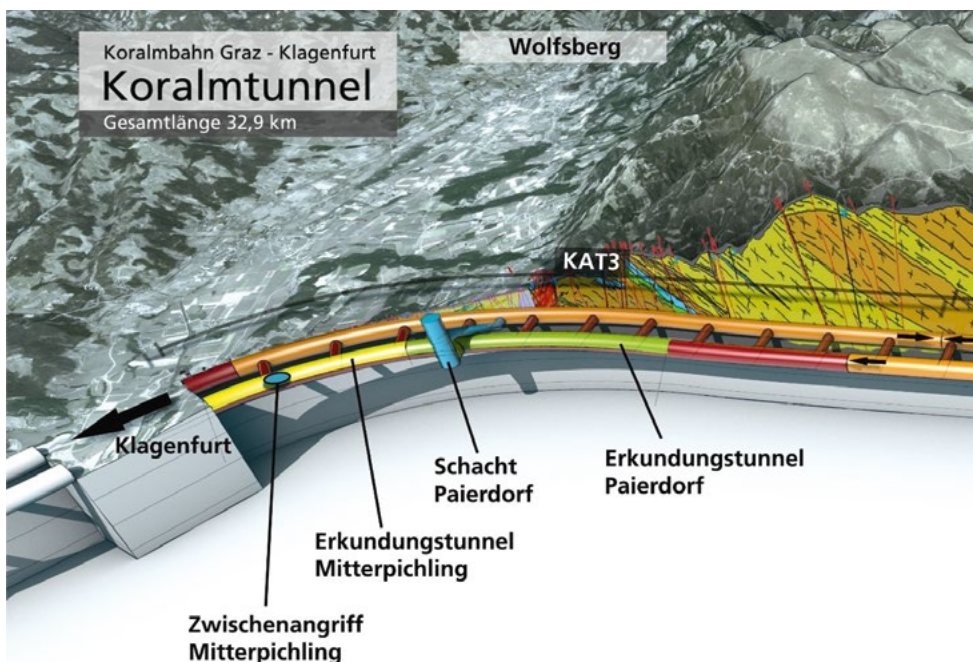 Koralmbahn Graz - Klagenfurt
Koralmtunnel
Gesamtlänge 32,9 km
Wolfsberg
KAT3
Klagenfurt
Schacht
Paierdorf
Erkundungstunnel
Paierdorf
Erkundungstunnel
Mitterpichling
Zwischenangriff
Mitterpichling